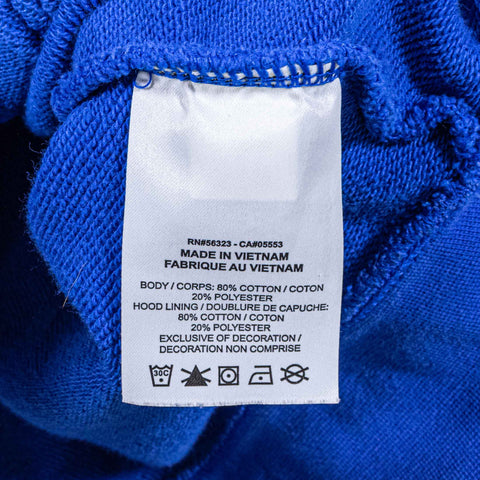 RN#56323 - CA#05553
MADE IN VIETNAM
FABRIQUE AU VIETNAM
BODY / CORPS: 80% COTTON / COTON
20% POLYESTER
HOOD LINING / DOUBLURE DE CAPUCHE:
80% COTTON / COTON
20% POLYESTER
EXCLUSIVE OF DECORATION /
DECORATION NON COMPRISE
30C